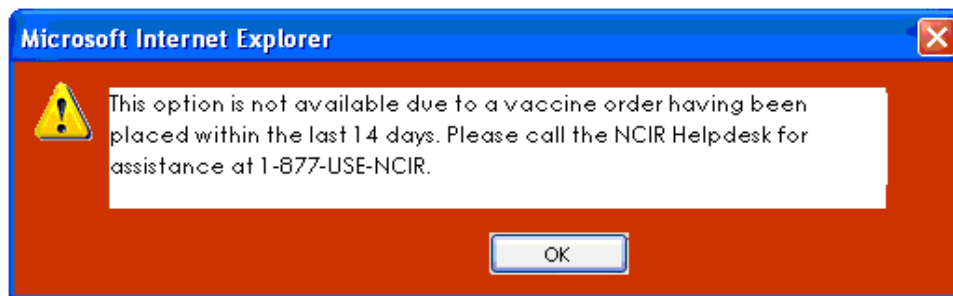 Microsoft Internet Explorer
This option is not available due to a vaccine order having been
placed within the last 14 days. Please call the NCIR Helpdesk for
assistance at 1-877-USE-NCIR.
OK